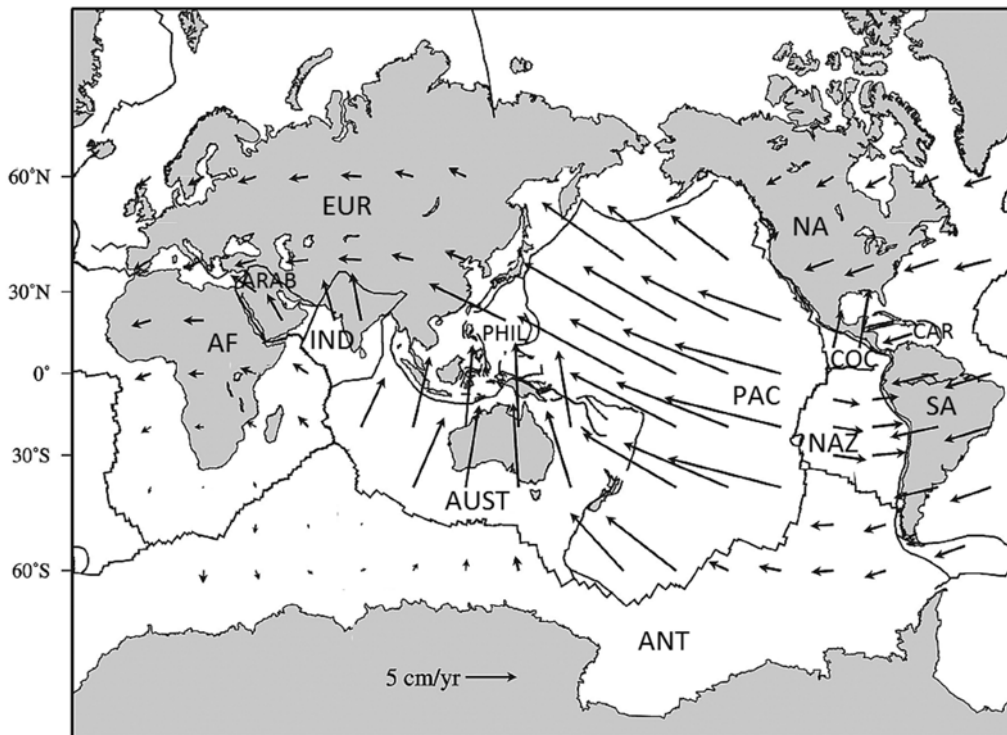 60°N
EUR
NA
ARAB
30°N
AF
IND
PHIL
CAR
COC
0°
PAC
SA
NAZ
30°S
AUST
60°S
ANT
5 cm/yr